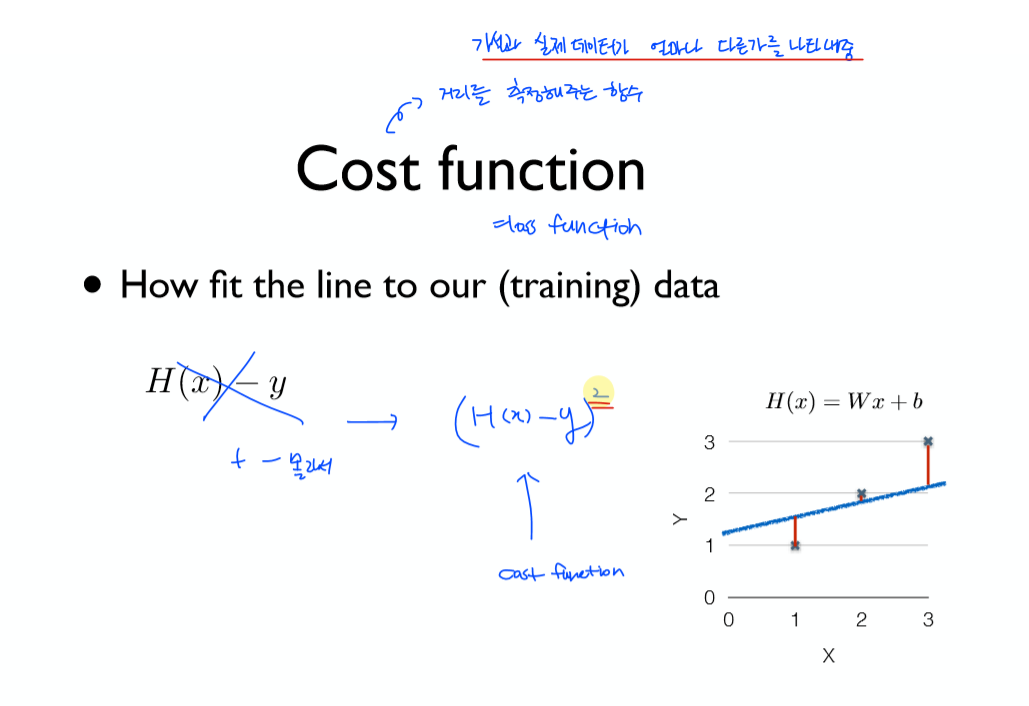 가설과 실제 데이터가 얼마나 다른가를 나타내줌
거리를 측정해주는 함수
Cost function
=loss function
• How fit the line to our (training) data
H(x) − y
+ − 몰라서
→ (H(x)−y)²
cost function
H(x) = Wx + b
3
2
1
0
Y
0 1 2 3
X